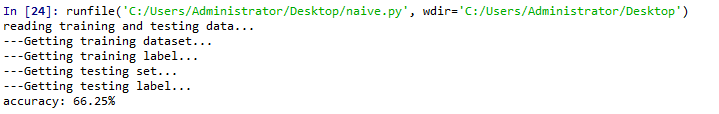 In [24]: runfile('C:/Users/Administrator/Desktop/naive.py', wdir='C:/Users/Administrator/Desktop')
reading training and testing data...
---Getting training dataset...
---Getting training label...
---Getting testing set...
---Getting testing label...
accuracy: 66.25%